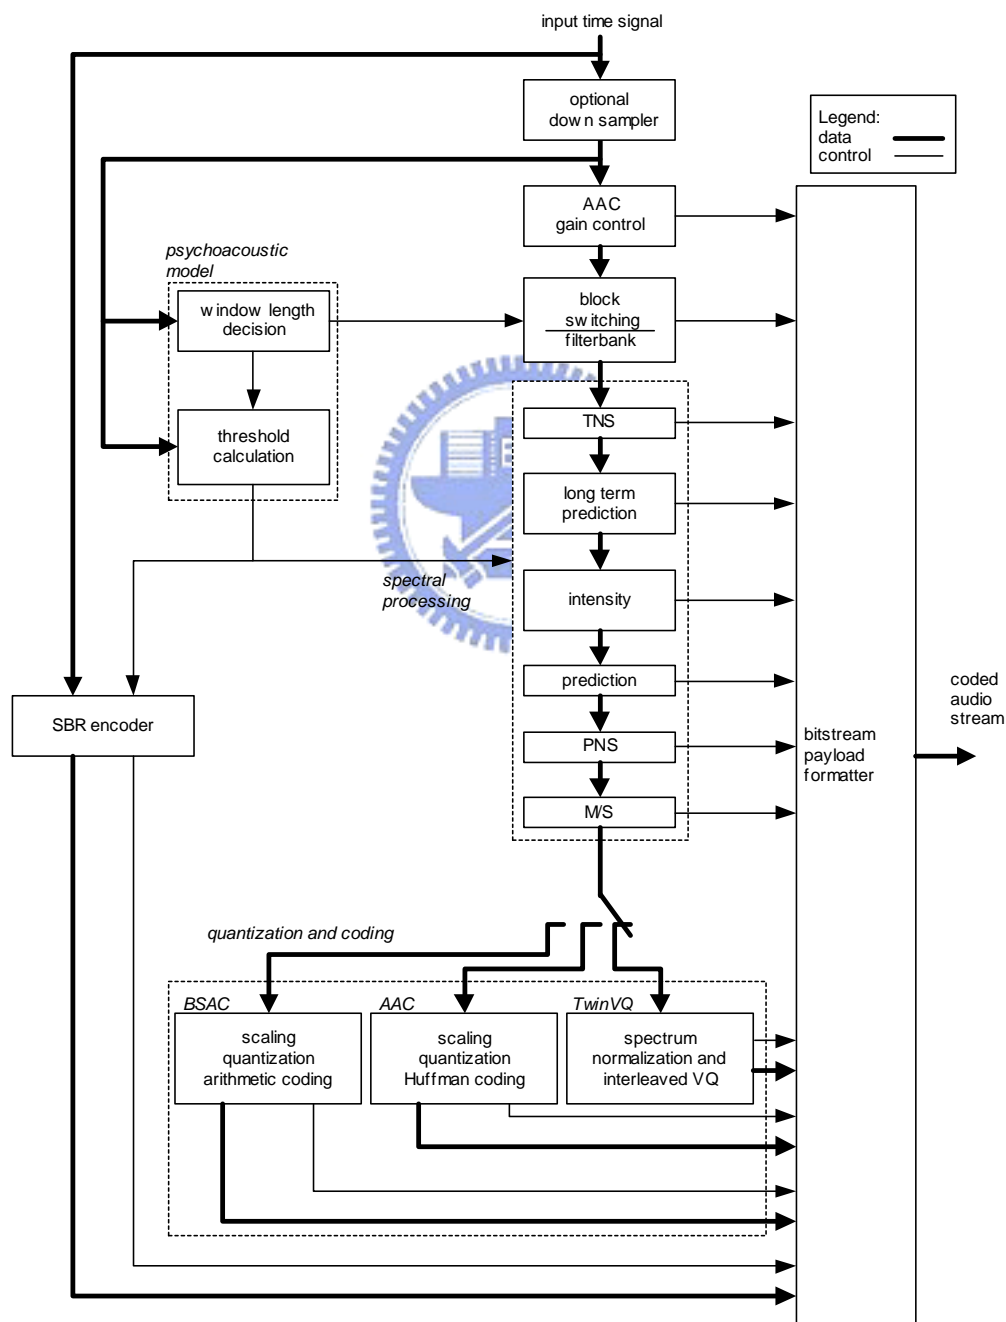 input time signal
optional
down sampler
Legend:
data
control
AAC
gain control
psychoacoustic
model
window length
decision
block
switching
filterbank
threshold
calculation
TNS
long term
prediction
spectral
processing
intensity
prediction
SBR encoder
PNS
M/S
bitstream
payload
formatter
coded
audio
stream
quantization and coding
BSAC
scaling
quantization
arithmetic coding
AAC
scaling
quantization
Huffman coding
TwinVQ
spectrum
normalization and
interleaved VQ